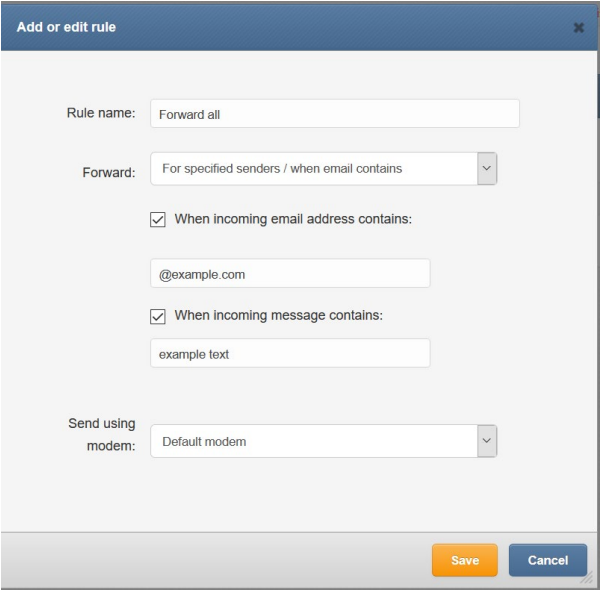 Add or edit rule
Rule name: Forward all
Forward: For specified senders / when email contains
When incoming email address contains:
@example.com
When incoming message contains:
example text
Send using
modem: Default modem
Save Cancel